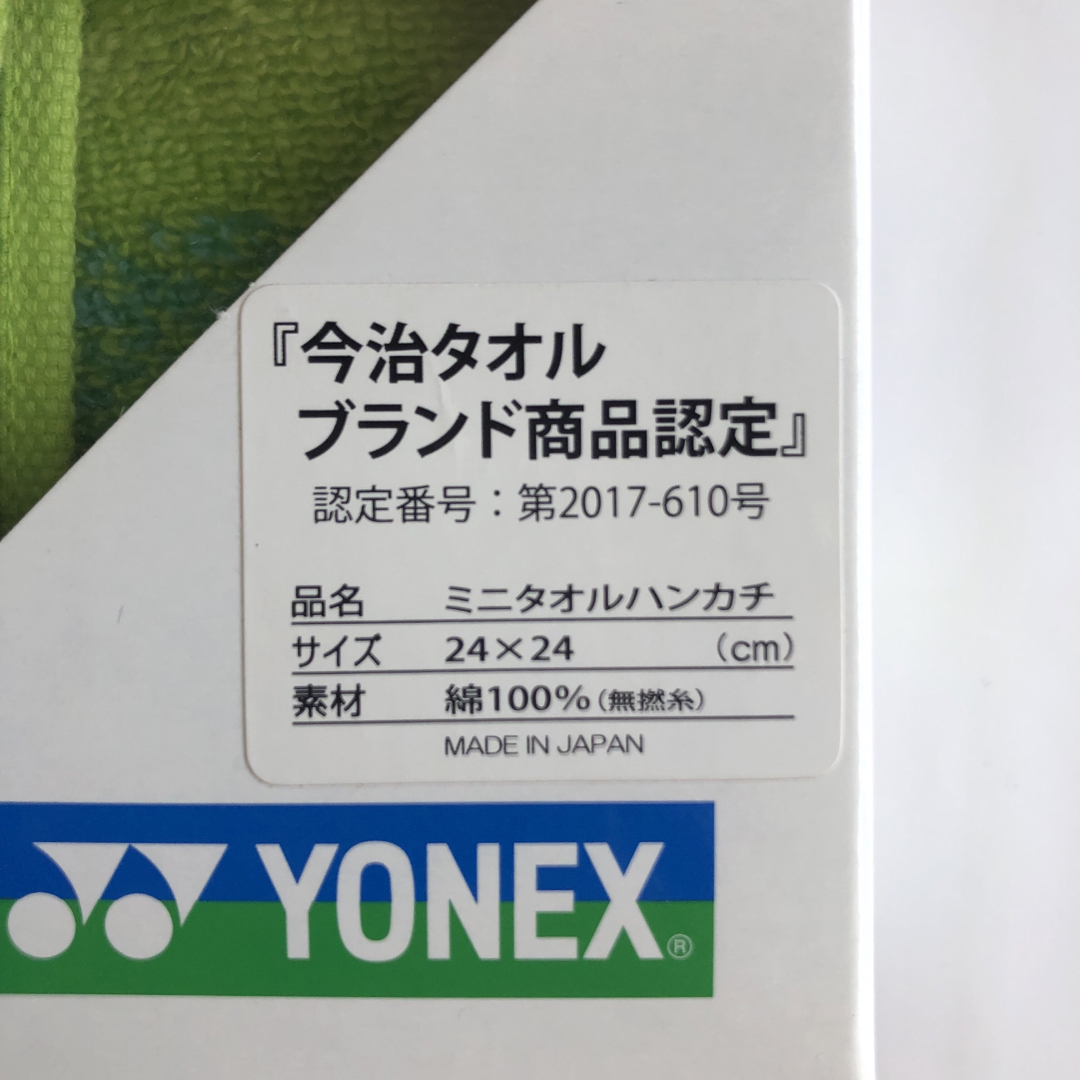 『今治タオル
ブランド商品認定』
認定番号：第2017-610号
品名 ミニタオルハンカチ
サイズ 24×24 (cm)
素材 綿100% (無撚糸)
MADE IN JAPAN
YONEX®